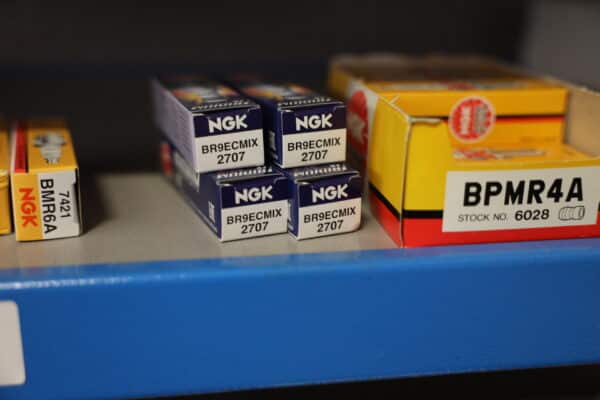 NGK
7421
BMR6A
NGK
BR9ECMIX
2707
NGK
BR9ECMIX
2707
NGK
BR9ECMIX
2707
NGK
BR9ECMIX
2707
NGK
BPMR4A
STOCK NO. 6028